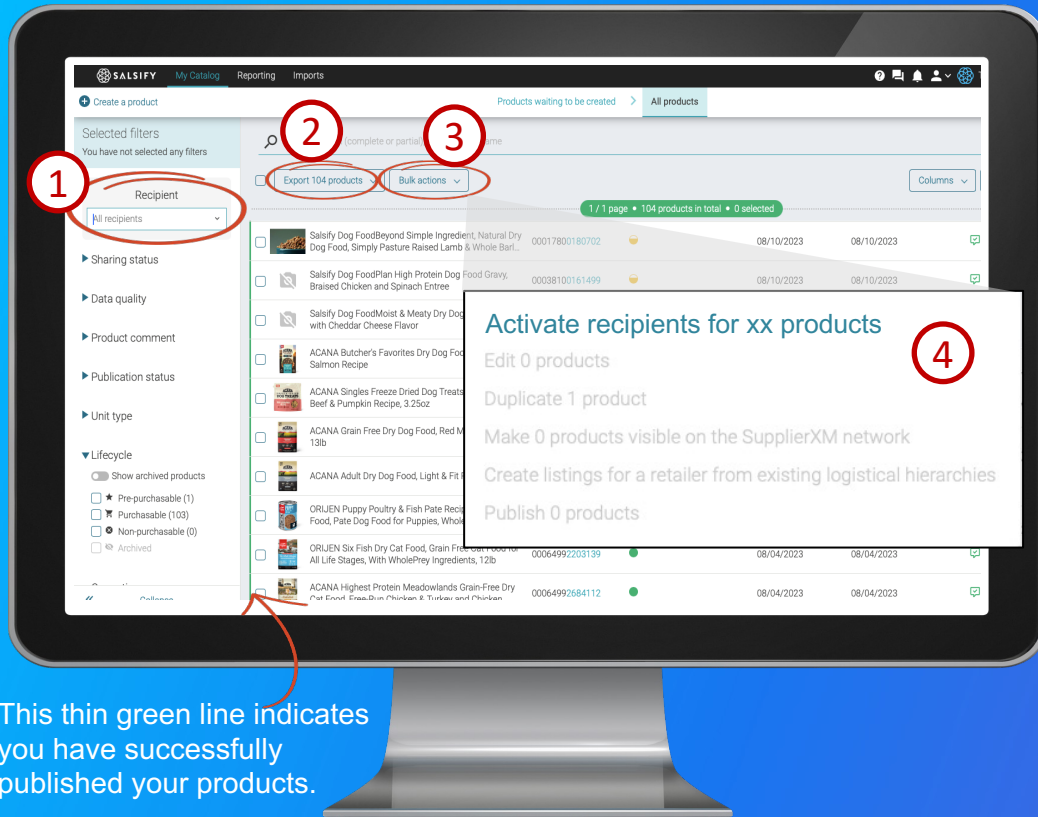 SALSIFY My Catalog Reporting Imports
Create a product
Products waiting to be created > All products
Selected filters
You have not selected any filters
1
2
3
(complete or partial)
Recipient
All recipients
Export 104 products
Bulk actions
Columns
1 / 1 page • 104 products in total • 0 selected
Sharing status
Data quality
Product comment
Publication status
Unit type
Lifecycle
Show archived products
Pre-purchasable (1)
Purchasable (103)
Non-purchasable (0)
Archived
Collapse
Salsify Dog FoodBeyond Simple Ingredient, Natural Dry
Dog Food, Simply Pasture Raised Lamb & Whole Barl..
00017800180702 08/10/2023 08/10/2023
Salsify Dog FoodPlan High Protein Dog Food Gravy,
Braised Chicken and Spinach Entree
00038100161499 08/10/2023 08/10/2023
Salsify Dog FoodMoist & Meaty Dry Dog
with Cheddar Cheese Flavor
ACANA Butcher's Favorites Dry Dog Foo
Salmon Recipe
ACANA Singles Freeze Dried Dog Treats
Beef & Pumpkin Recipe, 3.25oz
ACANA Grain Free Dry Dog Food, Red M
13lb
ACANA Adult Dry Dog Food, Light & Fit
ORIJEN Puppy Poultry & Fish Pate Recip
Food, Pate Dog Food for Puppies, Whole
ORIJEN Six Fish Dry Cat Food, Grain Free Cat Food for
All Life Stages, With WholePrey Ingredients, 12lb
00064992203139 08/04/2023 08/04/2023
ACANA Highest Protein Meadowlands Grain-Free Dry
Cat Food, Free-Run Chicken & Turkey and Chicken
00064992684112 08/04/2023 08/04/2023
Activate recipients for xx products
4
Edit 0 products
Duplicate 1 product
Make 0 products visible on the SupplierXM network
Create listings for a retailer from existing logistical hierarchies
Publish 0 products
This thin green line indicates
you have successfully
published your products.